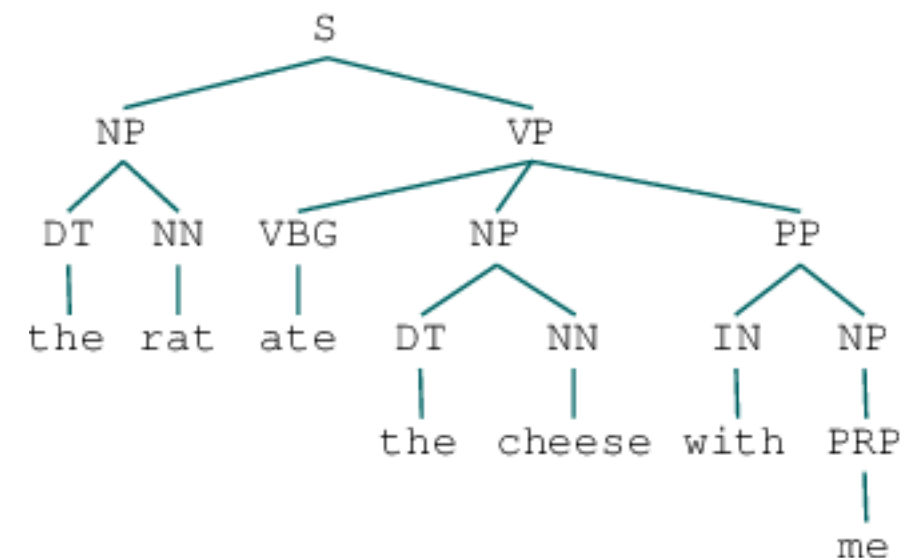 S
NP VP
DT NN VBG NP PP
the rat ate DT NN IN NP
the cheese with PRP
me